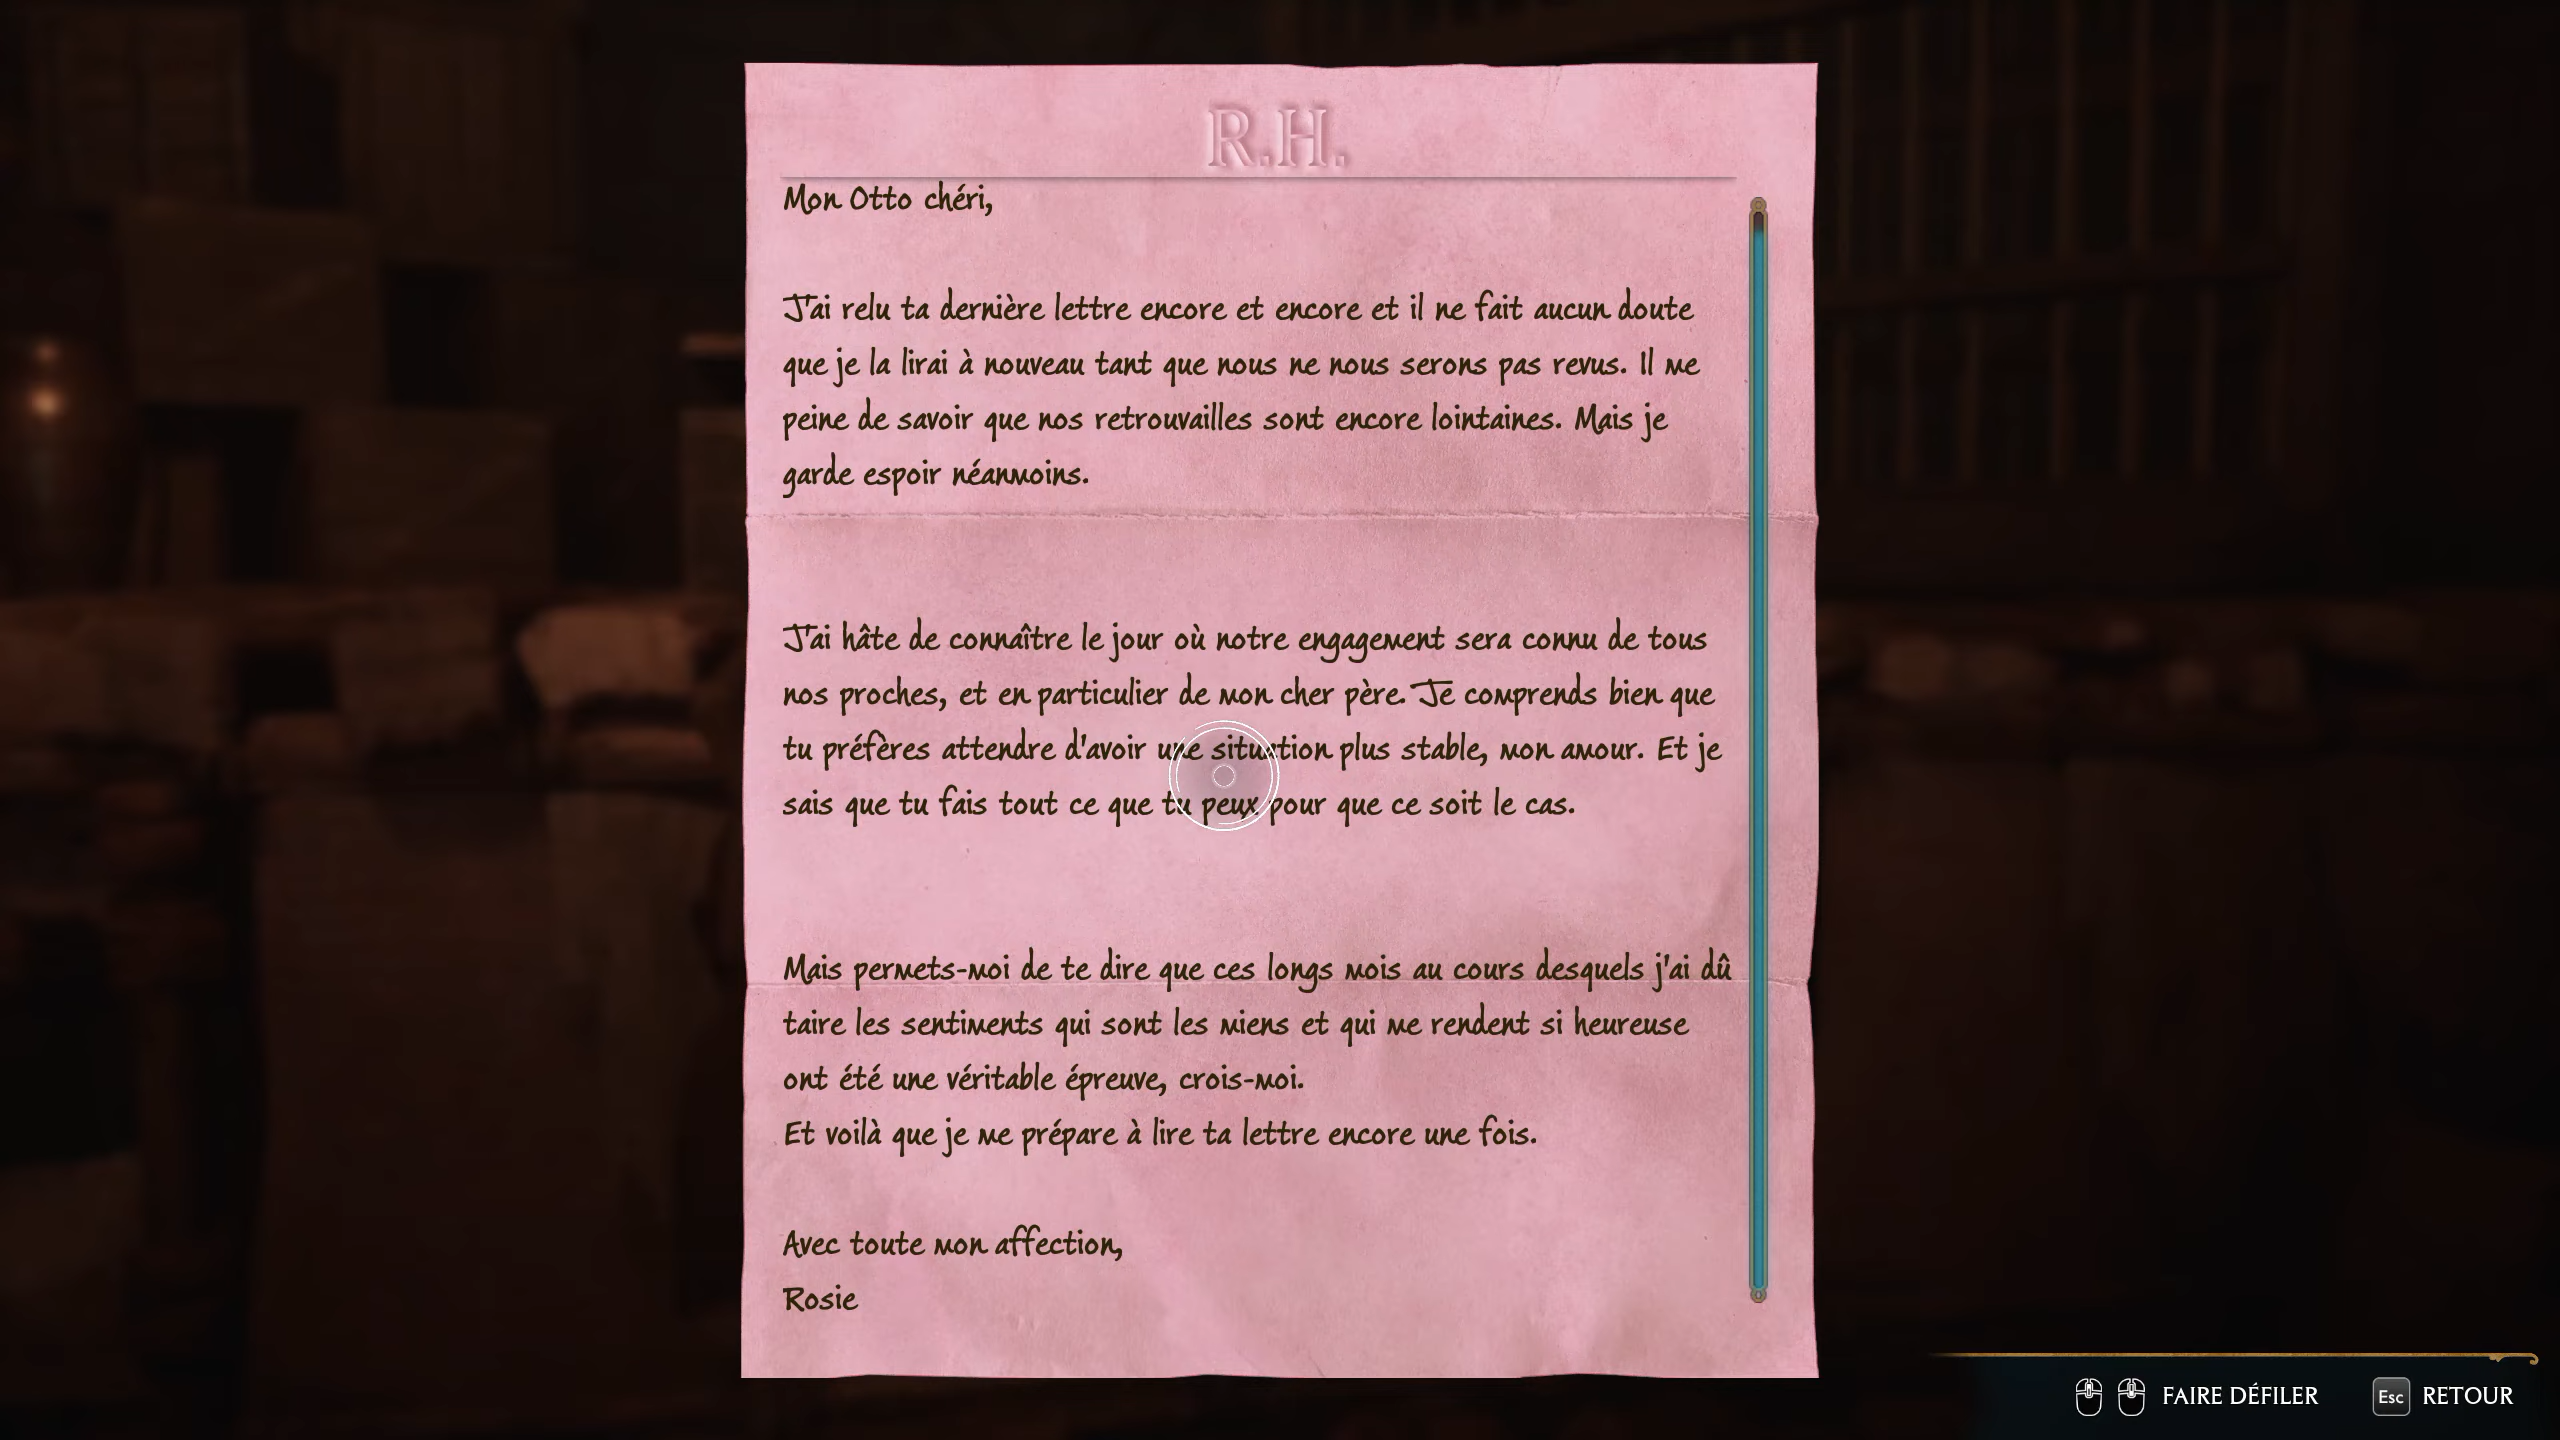 R.H.
Mon Otto chéri,
J'ai relu ta dernière lettre encore et encore et il ne fait aucun doute
que je la lirai à nouveau tant que nous ne nous serons pas revus. Il me
peine de savoir que nos retrouvailles sont encore lointaines. Mais je
garde espoir néanmoins.
J'ai hâte de connaître le jour où notre engagement sera connu de tous
nos proches, et en particulier de mon cher père. Je comprends bien que
tu préfères attendre d'avoir une situation plus stable, mon amour. Et je
sais que tu fais tout ce que tu peux pour que ce soit le cas.
Mais permets-moi de te dire que ces longs mois au cours desquels j'ai dû
taire les sentiments qui sont les miens et qui me rendent si heureuse
ont été une véritable épreuve, crois-moi.
Et voilà que je me prépare à lire ta lettre encore une fois.
Avec toute mon affection,
Rosie
FAIRE DÉFILER
Esc RETOUR